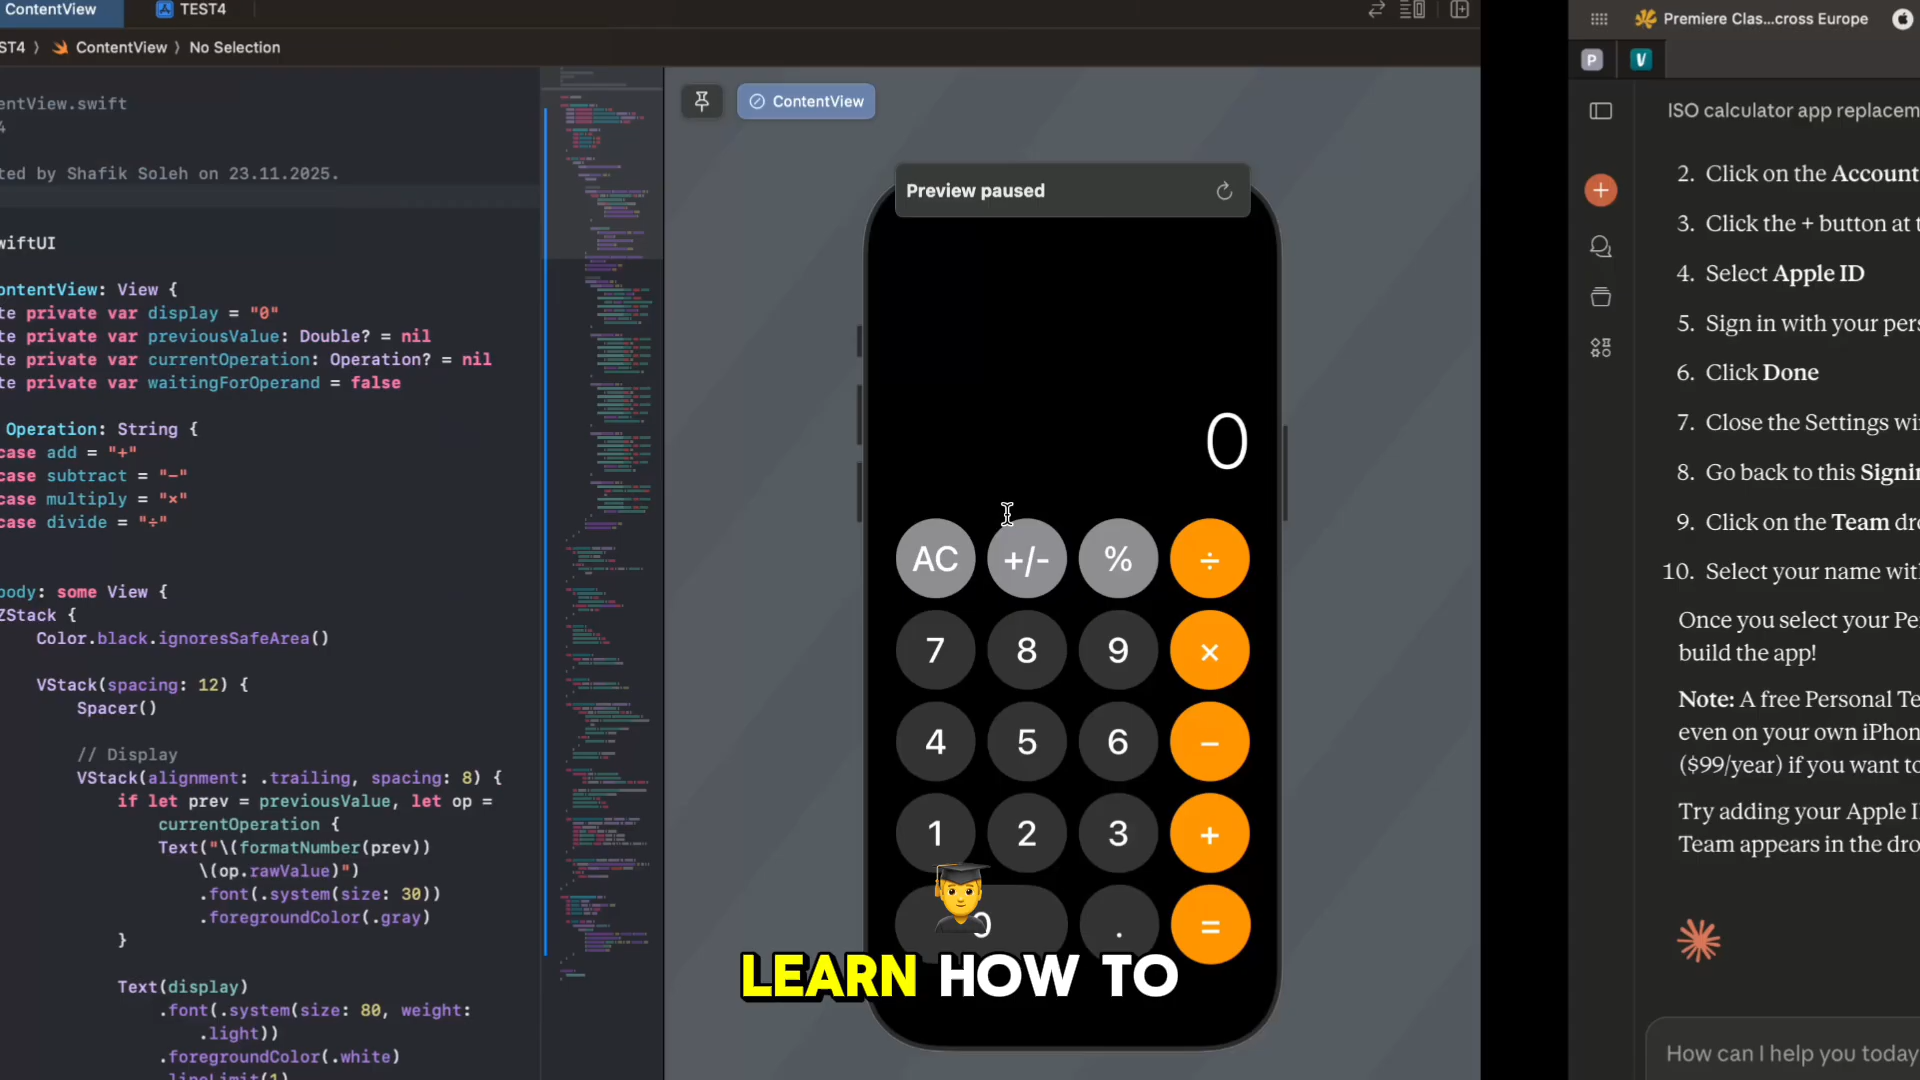 ContentView
TEST4
ST4 〉 ContentView 〉 No Selection
entView.swift
4
ted by Shafik Soleh on 23.11.2025.
wiftUI
ontentView: View {
te private var display = "0"
te private var previousValue: Double? = nil
te private var currentOperation: Operation? = nil
te private var waitingForOperand = false
Operation: String {
case add = "+"
case subtract = "−"
case multiply = "×"
case divide = "÷"
body: some View {
ZStack {
Color.black.ignoresSafeArea()
VStack(spacing: 12) {
Spacer()
// Display
VStack(alignment: .trailing, spacing: 8) {
if let prev = previousValue, let op =
currentOperation {
Text("\(formatNumber(prev))
\(op.rawValue)")
.font(.system(size: 30))
.foregroundColor(.gray)
}
Text(display)
.font(.system(size: 80, weight:
.light))
.foregroundColor(.white)
.lineLimit(1)
ContentView
Preview paused
0
AC +/- % ÷
7 8 9 ×
4 5 6 −
1 2 3 +
0 . =
LEARN HOW TO
Premiere Clas...cross Europe
P V
ISO calculator app replacem
2. Click on the Account
3. Click the + button at t
4. Select Apple ID
5. Sign in with your pers
6. Click Done
7. Close the Settings wi
8. Go back to this Signin
9. Click on the Team dro
10. Select your name with
Once you select your Per
build the app!
Note: A free Personal Te
even on your own iPhon
($99/year) if you want to
Try adding your Apple I
Team appears in the dro
How can I help you today